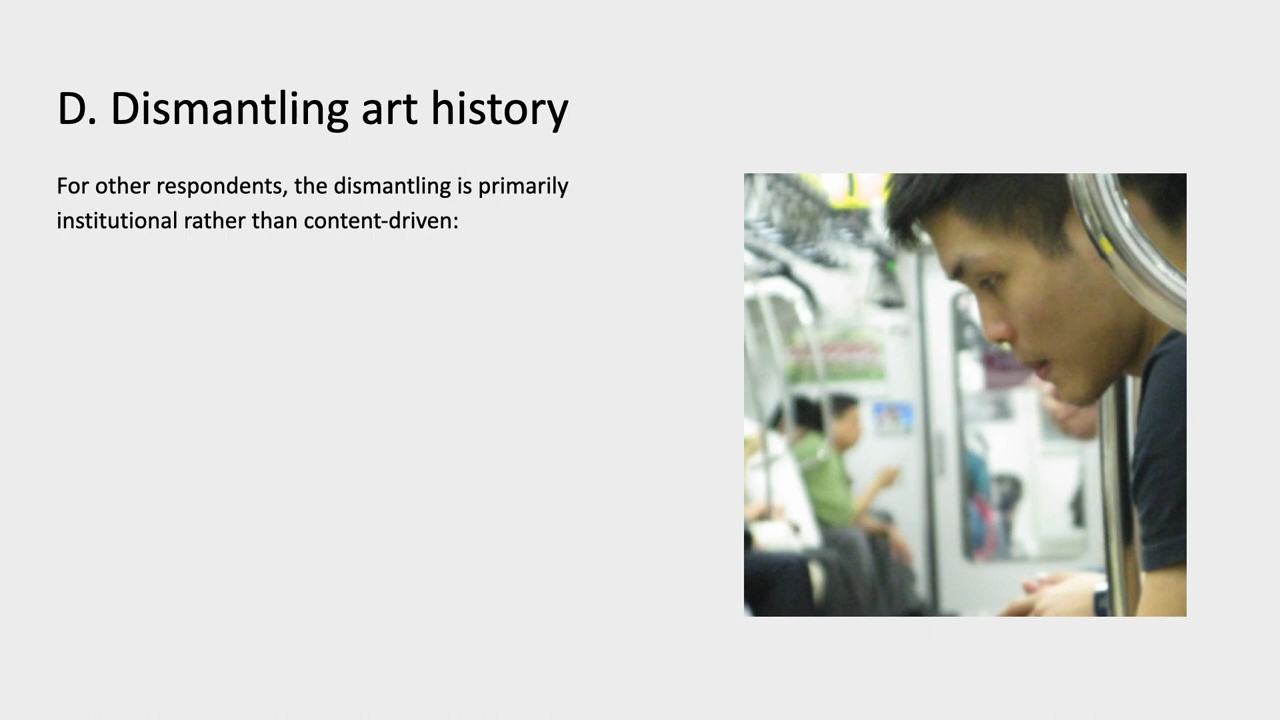 D. Dismantling art history
For other respondents, the dismantling is primarily
institutional rather than content-driven: